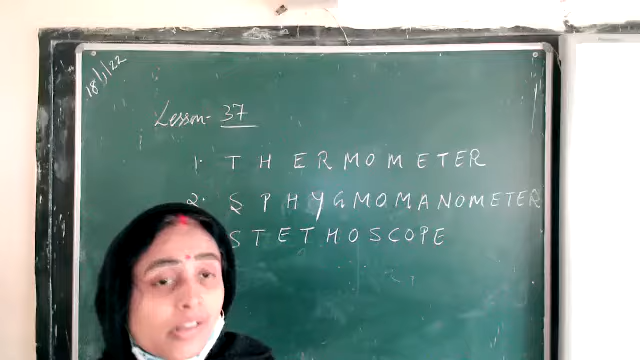 18/1/22
Lesson - 37
1. THERMOMETER
2. SPHYGMOMANOMETER
STETHOSCOPE